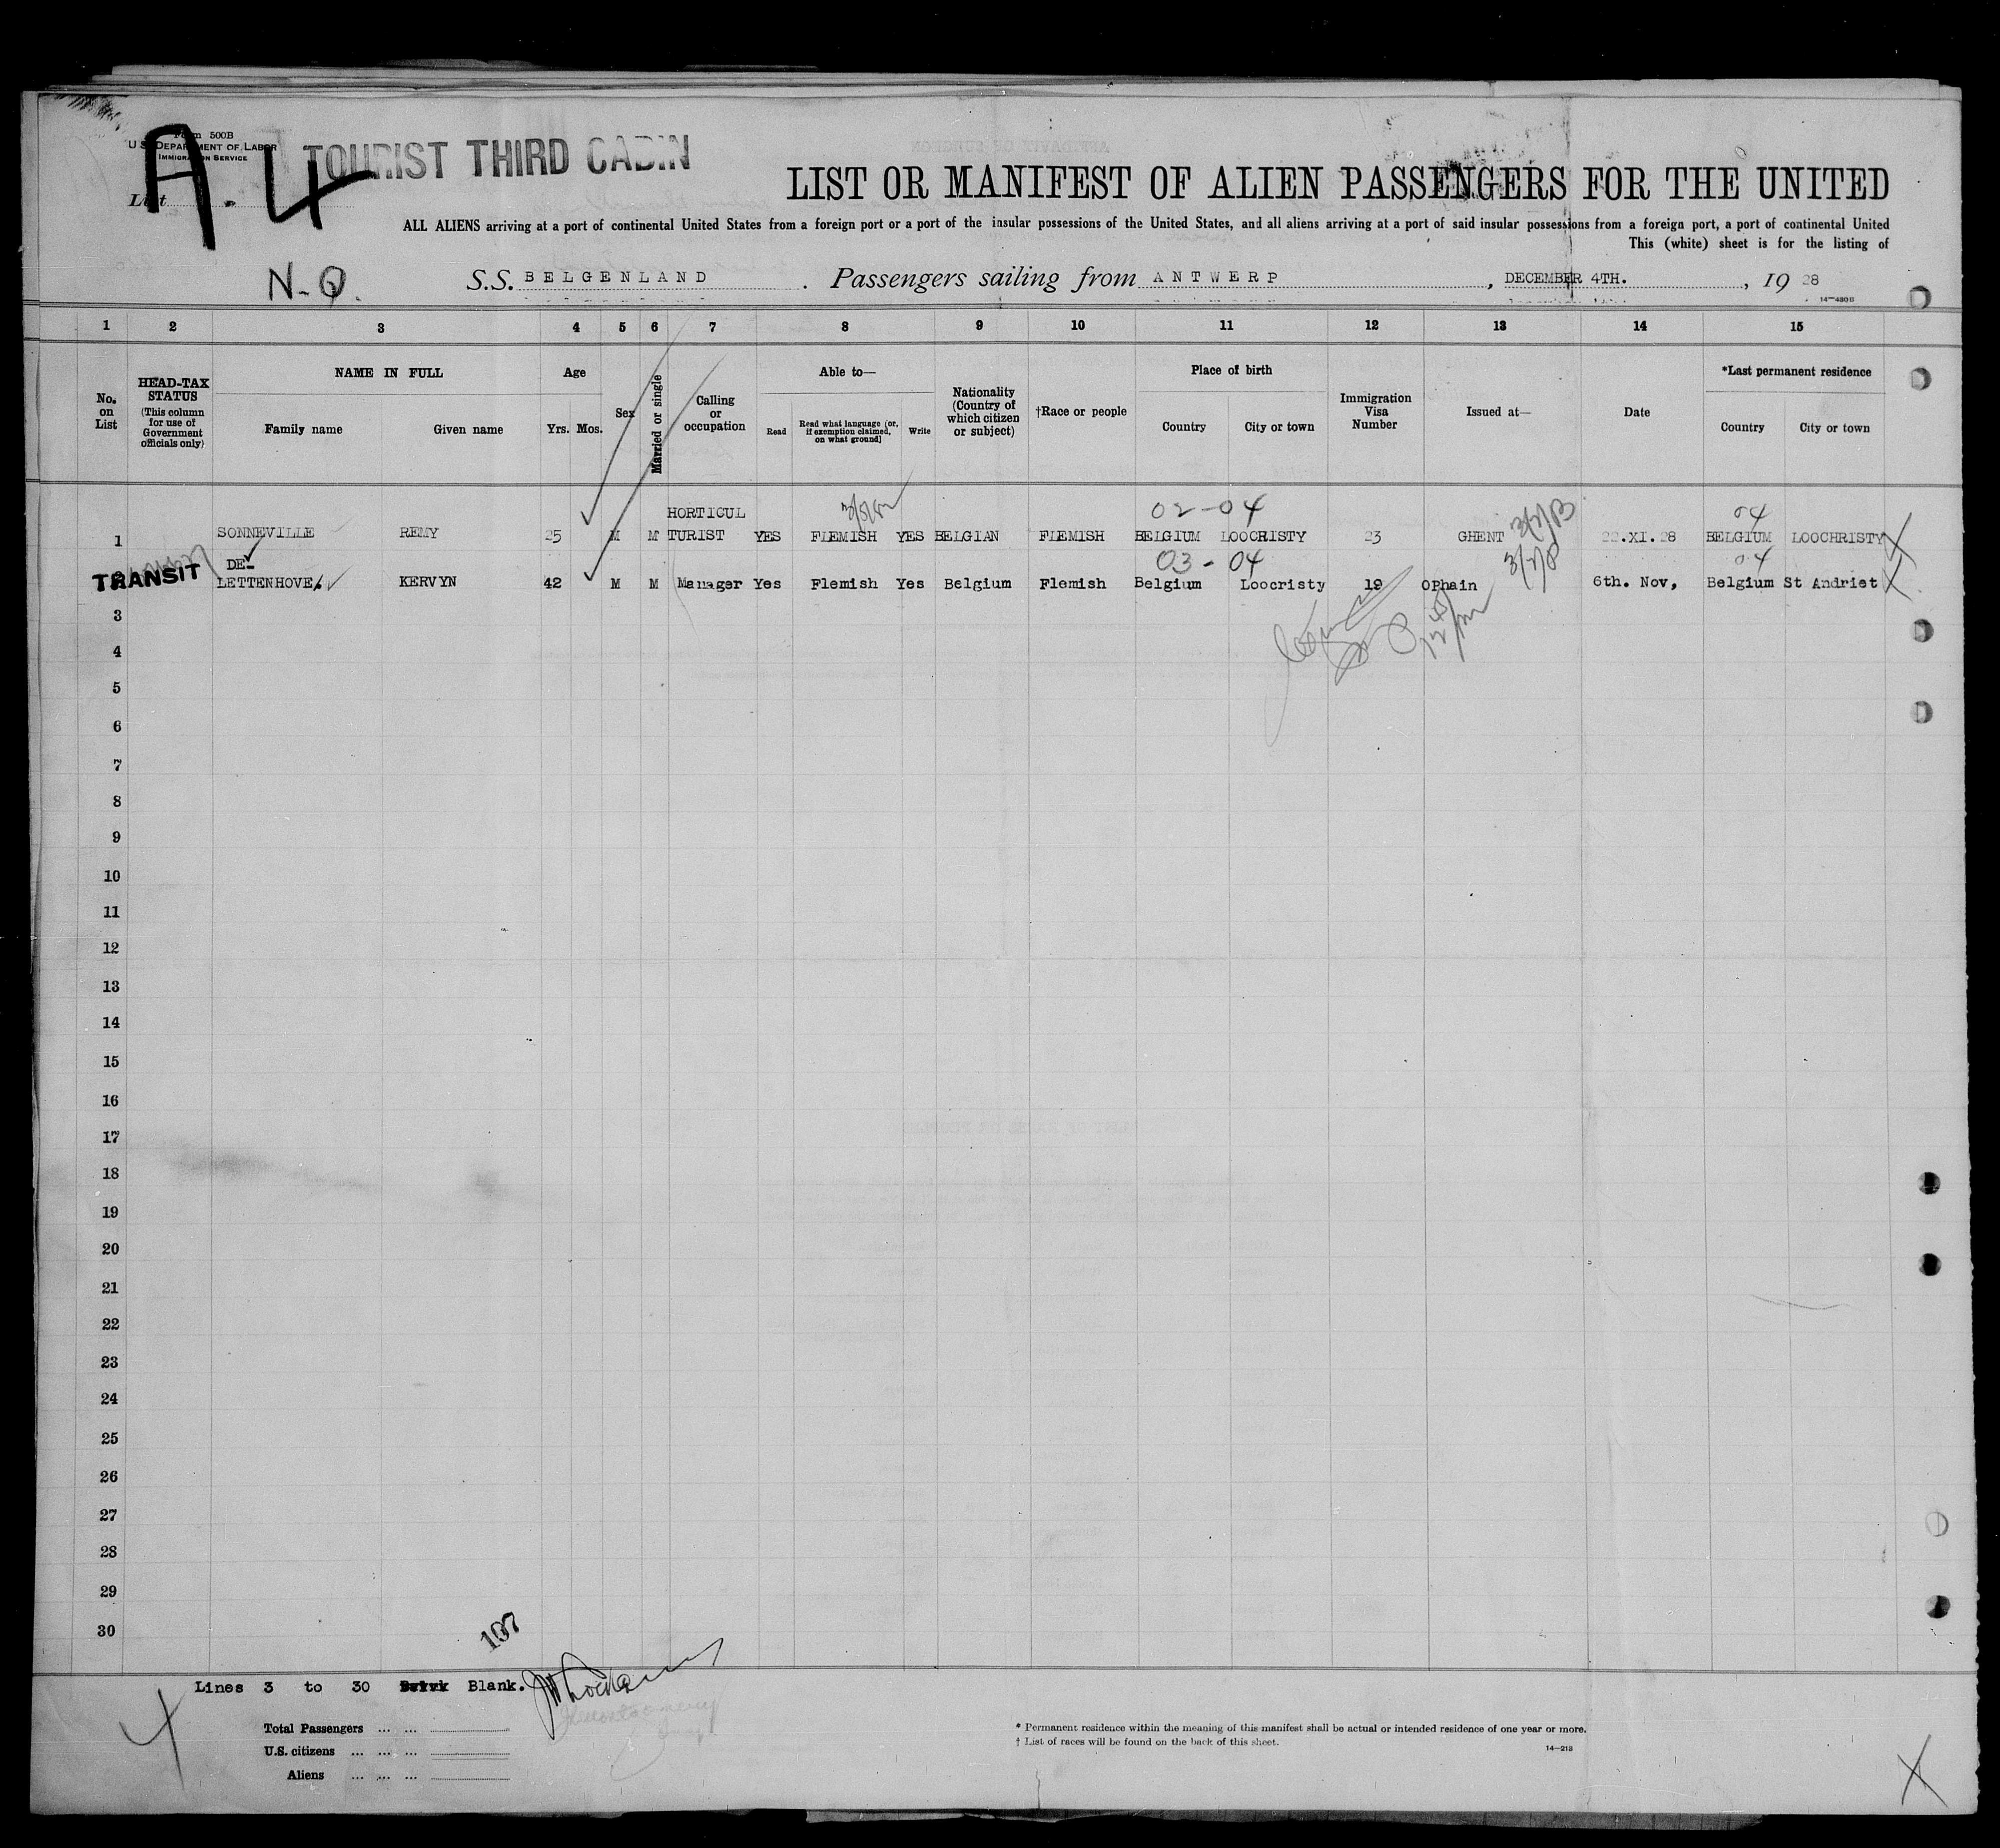 Form 500B
U.S. DEPARTMENT OF LABOR
IMMIGRATION SERVICE
List
A. 4
TOURIST THIRD CABIN
LIST OR MANIFEST OF ALIEN PASSENGERS FOR THE UNITED
ALL ALIENS arriving at a port of continental United States from a foreign port or a port of the insular possessions of the United States, and all aliens arriving at a port of said insular possessions from a foreign port, a port of continental United
This (white) sheet is for the listing of
N.Q.
S.S. BELGENLAND. Passengers sailing from ANTWERP, DECEMBER 4TH., 1928
1 2 3 4 5 6 7 8 9 10 11 12 13 14 15
No. on List
HEAD-TAX STATUS (This column for use of Government officials only)
NAME IN FULL
Family name Given name
Age
Yrs. Mos.
Sex
Married or single
Calling or occupation
Able to—
Read Read what language (or, if exemption claimed, on what ground) Write
Nationality (Country of which citizen or subject)
†Race or people
Place of birth
Country City or town
Immigration Visa Number
Issued at—
Date
*Last permanent residence
Country City or town
HORTICUL 02-04 04
1 SONNEVILLE REMY 25 M M TURIST YES FLEMISH YES BELGIAN FLEMISH BELGIUM LOOCRISTY 23 GHENT 22.XI.28 BELGIUM LOOCHRISTY
DE 03-04 04
TRANSIT LETTENHOVE, KERVYN 42 M M Manager Yes Flemish Yes Belgium Flemish Belgium Loocristy 19 OPhain 6th. Nov, Belgium St Andriet
3
4
5
6
7
8
9
10
11
12
13
14
15
16
17
18
19
20
21
22
23
24
25
26
27
28
29
30
107
Lines 3 to 30 Blank.
Total Passengers ... ...
U.S. citizens ... ... ...
Aliens ... ... ...
* Permanent residence within the meaning of this manifest shall be actual or intended residence of one year or more.
† List of races will be found on the back of this sheet.
14—213